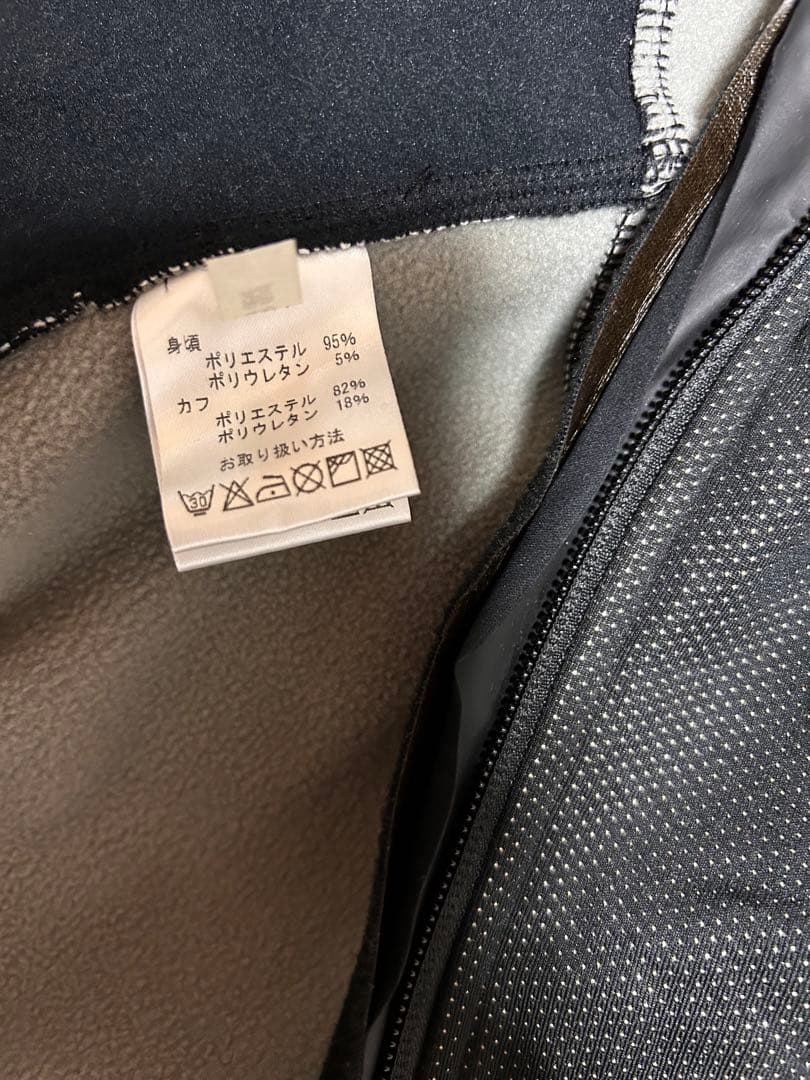 身頃
ポリエステル 95%
ポリウレタン 5%
カフ
ポリエステル 82%
ポリウレタン 18%
お取り扱い方法
30